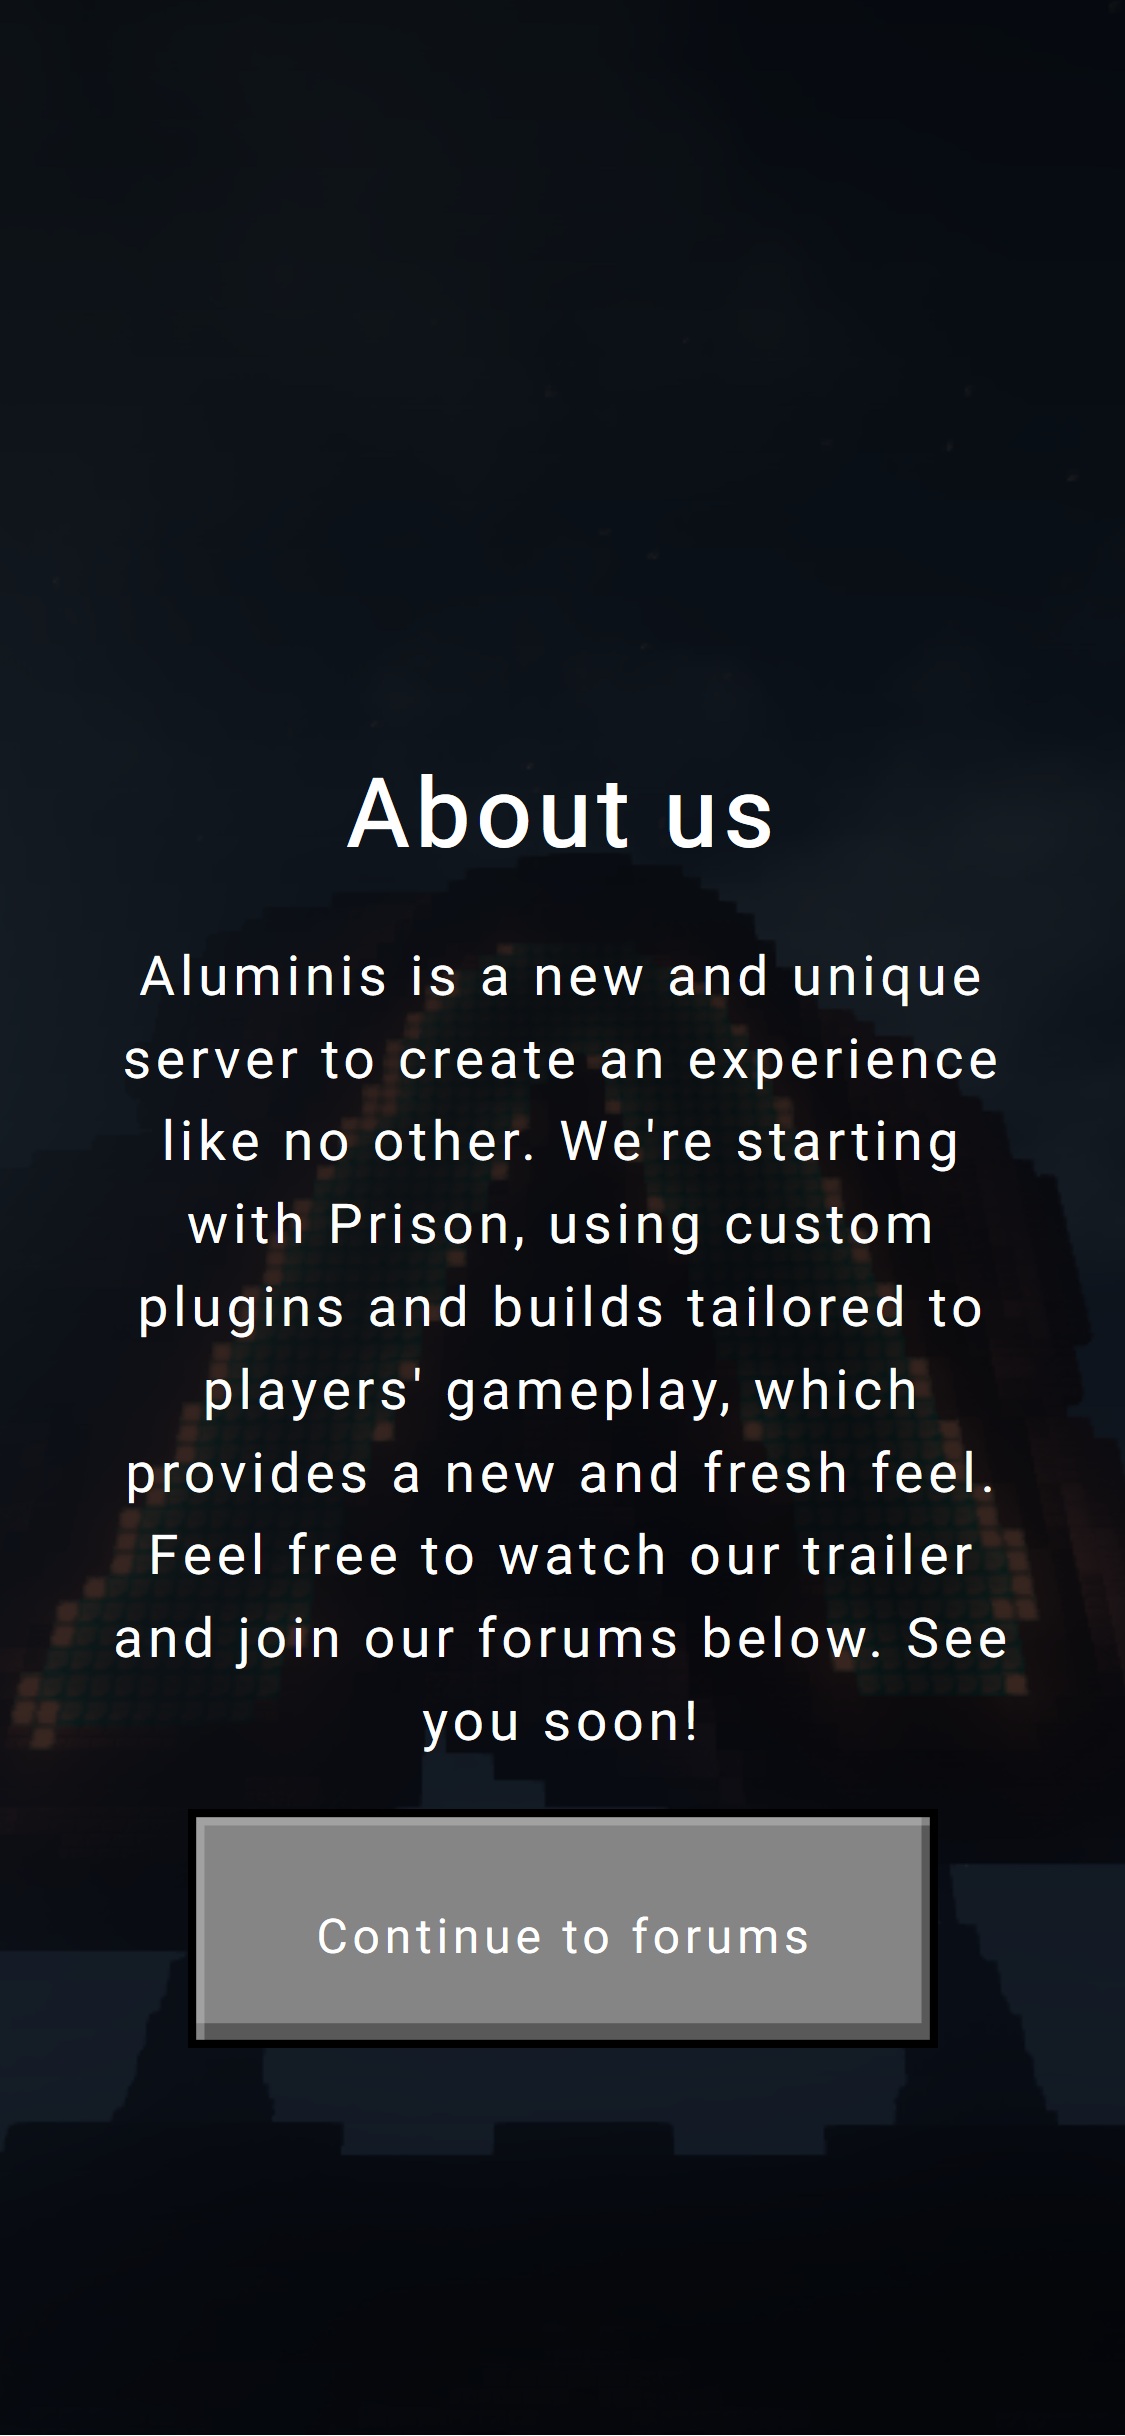 About us
Aluminis is a new and unique
server to create an experience
like no other. We're starting
with Prison, using custom
plugins and builds tailored to
players' gameplay, which
provides a new and fresh feel.
Feel free to watch our trailer
and join our forums below. See
you soon!
Continue to forums